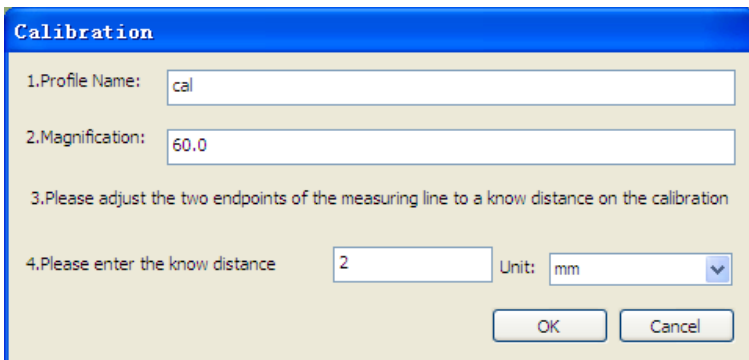 Calibration
1.Profile Name: cal
2.Magnification: 60.0
3.Please adjust the two endpoints of the measuring line to a know distance on the calibration
4.Please enter the know distance 2 Unit: mm
OK Cancel